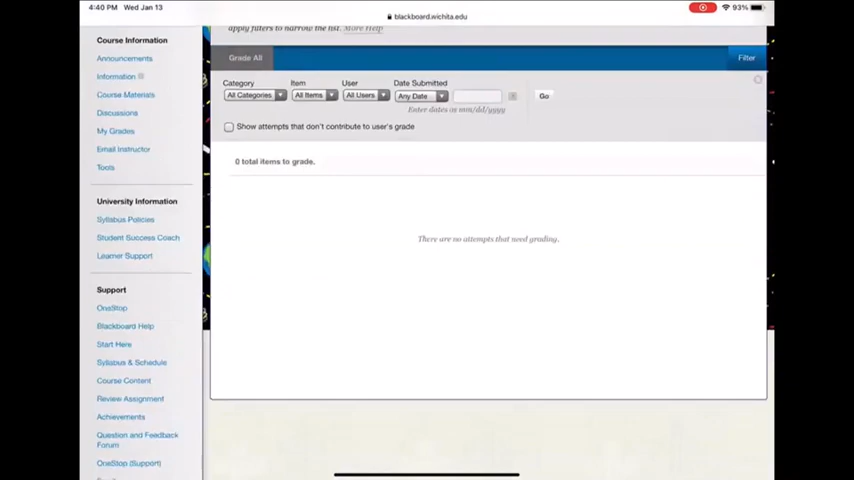 4:40 PM Wed Jan 13
93%
blackboard.wichita.edu
apply filters to narrow the list. More Help
Grade All
Filter
Category
Item
User
Date Submitted
All Categories
All Items
All Users
Any Date
Go
Enter dates as mm/dd/yyyy
Show attempts that don't contribute to user's grade
0 total items to grade.
There are no attempts that need grading.
Course Information
Announcements
Information
Course Materials
Discussions
My Grades
Email Instructor
Tools
University Information
Syllabus Policies
Student Success Coach
Learner Support
Support
OneStop
Blackboard Help
Start Here
Syllabus & Schedule
Course Content
Review Assignment
Achievements
Question and Feedback
Forum
OneStop (Support)